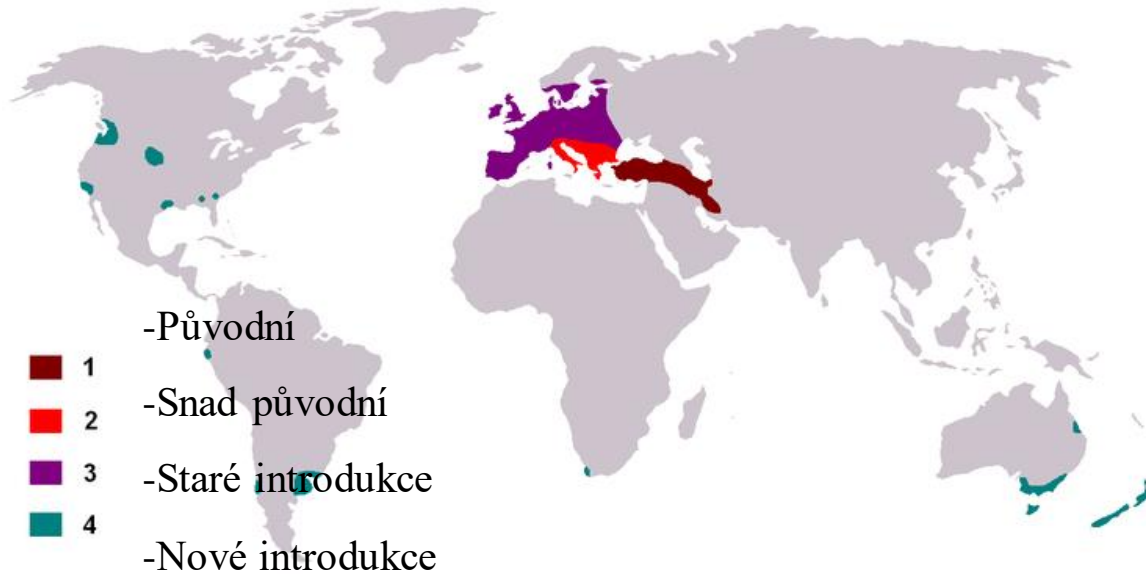 -Původní
1
-Snad původní
2
-Staré introdukce
3
4
-Nové introdukce